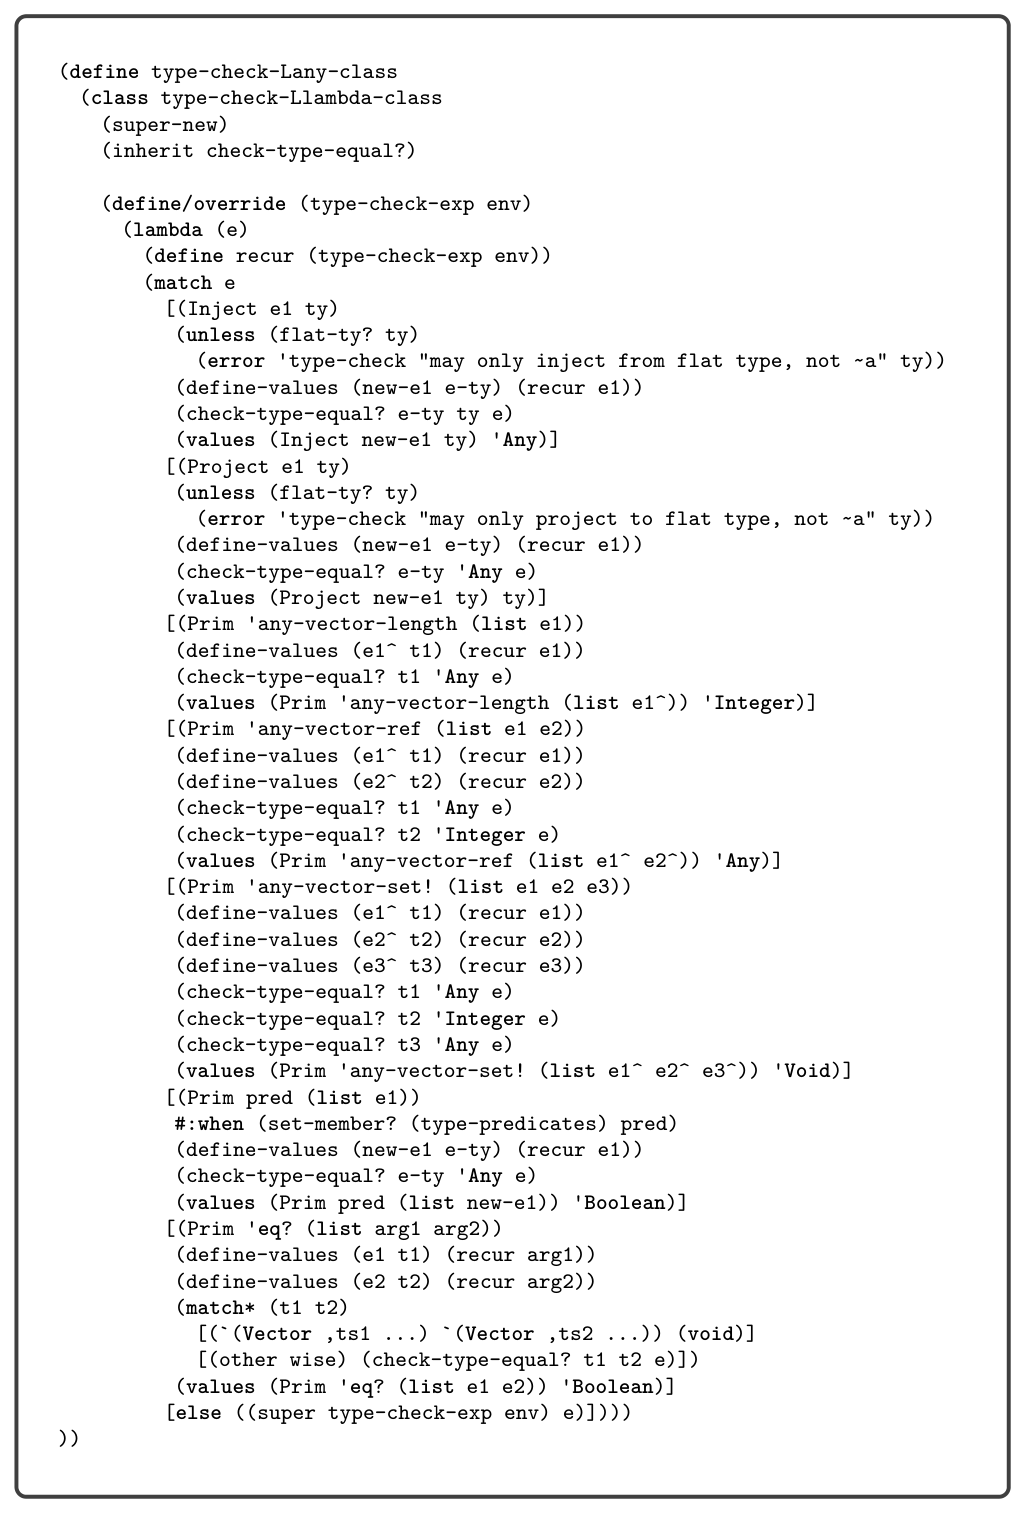 (define type-check-Lany-class
  (class type-check-Llambda-class
    (super-new)
    (inherit check-type-equal?)

    (define/override (type-check-exp env)
      (lambda (e)
        (define recur (type-check-exp env))
        (match e
          [(Inject e1 ty)
           (unless (flat-ty? ty)
             (error 'type-check "may only inject from flat type, not ~a" ty))
           (define-values (new-e1 e-ty) (recur e1))
           (check-type-equal? e-ty ty e)
           (values (Inject new-e1 ty) 'Any)]
          [(Project e1 ty)
           (unless (flat-ty? ty)
             (error 'type-check "may only project to flat type, not ~a" ty))
           (define-values (new-e1 e-ty) (recur e1))
           (check-type-equal? e-ty 'Any e)
           (values (Project new-e1 ty) ty)]
          [(Prim 'any-vector-length (list e1))
           (define-values (e1^ t1) (recur e1))
           (check-type-equal? t1 'Any e)
           (values (Prim 'any-vector-length (list e1^)) 'Integer)]
          [(Prim 'any-vector-ref (list e1 e2))
           (define-values (e1^ t1) (recur e1))
           (define-values (e2^ t2) (recur e2))
           (check-type-equal? t1 'Any e)
           (check-type-equal? t2 'Integer e)
           (values (Prim 'any-vector-ref (list e1^ e2^)) 'Any)]
          [(Prim 'any-vector-set! (list e1 e2 e3))
           (define-values (e1^ t1) (recur e1))
           (define-values (e2^ t2) (recur e2))
           (define-values (e3^ t3) (recur e3))
           (check-type-equal? t1 'Any e)
           (check-type-equal? t2 'Integer e)
           (check-type-equal? t3 'Any e)
           (values (Prim 'any-vector-set! (list e1^ e2^ e3^)) 'Void)]
          [(Prim pred (list e1))
           #:when (set-member? (type-predicates) pred)
           (define-values (new-e1 e-ty) (recur e1))
           (check-type-equal? e-ty 'Any e)
           (values (Prim pred (list new-e1)) 'Boolean)]
          [(Prim 'eq? (list arg1 arg2))
           (define-values (e1 t1) (recur arg1))
           (define-values (e2 t2) (recur arg2))
           (match* (t1 t2)
             [(`(Vector ,ts1 ...) `(Vector ,ts2 ...)) (void)]
             [(other wise) (check-type-equal? t1 t2 e)])
           (values (Prim 'eq? (list e1 e2)) 'Boolean)]
          [else ((super type-check-exp env) e)])))
))